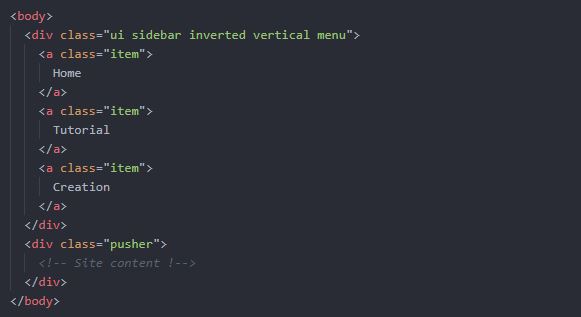 <body>
<div class="ui sidebar inverted vertical menu">
<a class="item">
Home
</a>
<a class="item">
Tutorial
</a>
<a class="item">
Creation
</a>
</div>
<div class="pusher">
<!-- Site content !-->
</div>
</body>